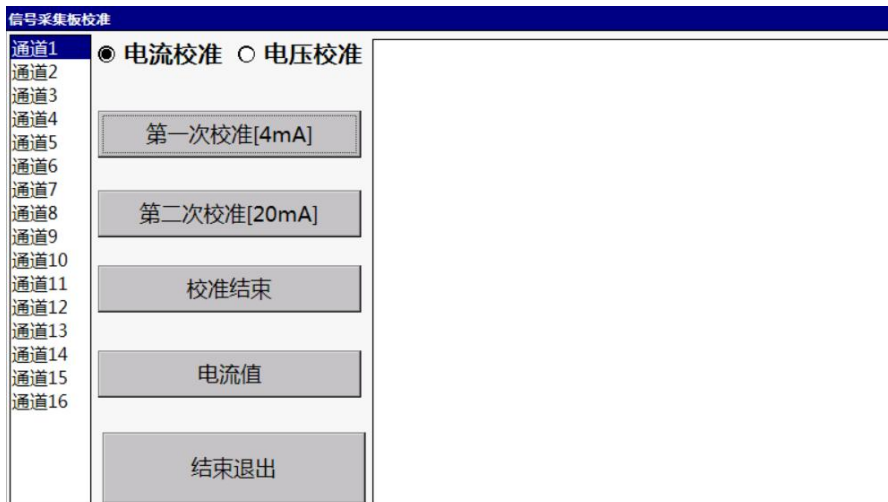 信号采集板校准
通道1
通道2
通道3
通道4
通道5
通道6
通道7
通道8
通道9
通道10
通道11
通道12
通道13
通道14
通道15
通道16
电流校准 电压校准
第一次校准[4mA]
第二次校准[20mA]
校准结束
电流值
结束退出